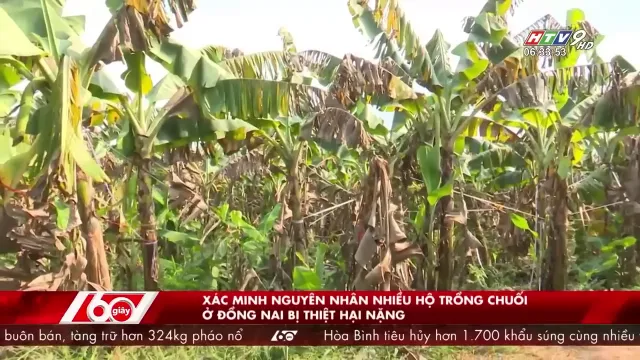 HTV9 HD
06:33:53
60 giây
XÁC MINH NGUYÊN NHÂN NHIỀU HỘ TRỒNG CHUỐI
Ở ĐỒNG NAI BỊ THIỆT HẠI NẶNG
buôn bán, tàng trữ hơn 324kg pháo nổ
Hòa Bình tiêu hủy hơn 1.700 khẩu súng cùng nhiều